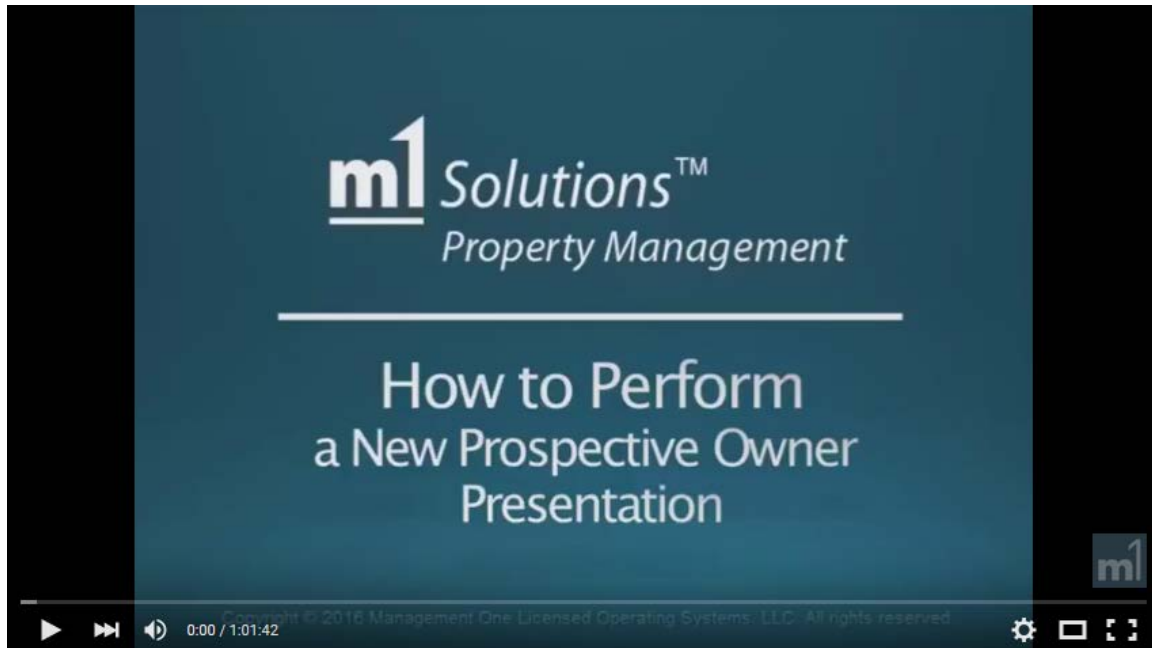 m1 Solutions™
Property Management
How to Perform
a New Prospective Owner
Presentation
m1
Copyright © 2016 Management One Licensed Operating Systems, LLC. All rights reserved
0:00 / 1:01:42